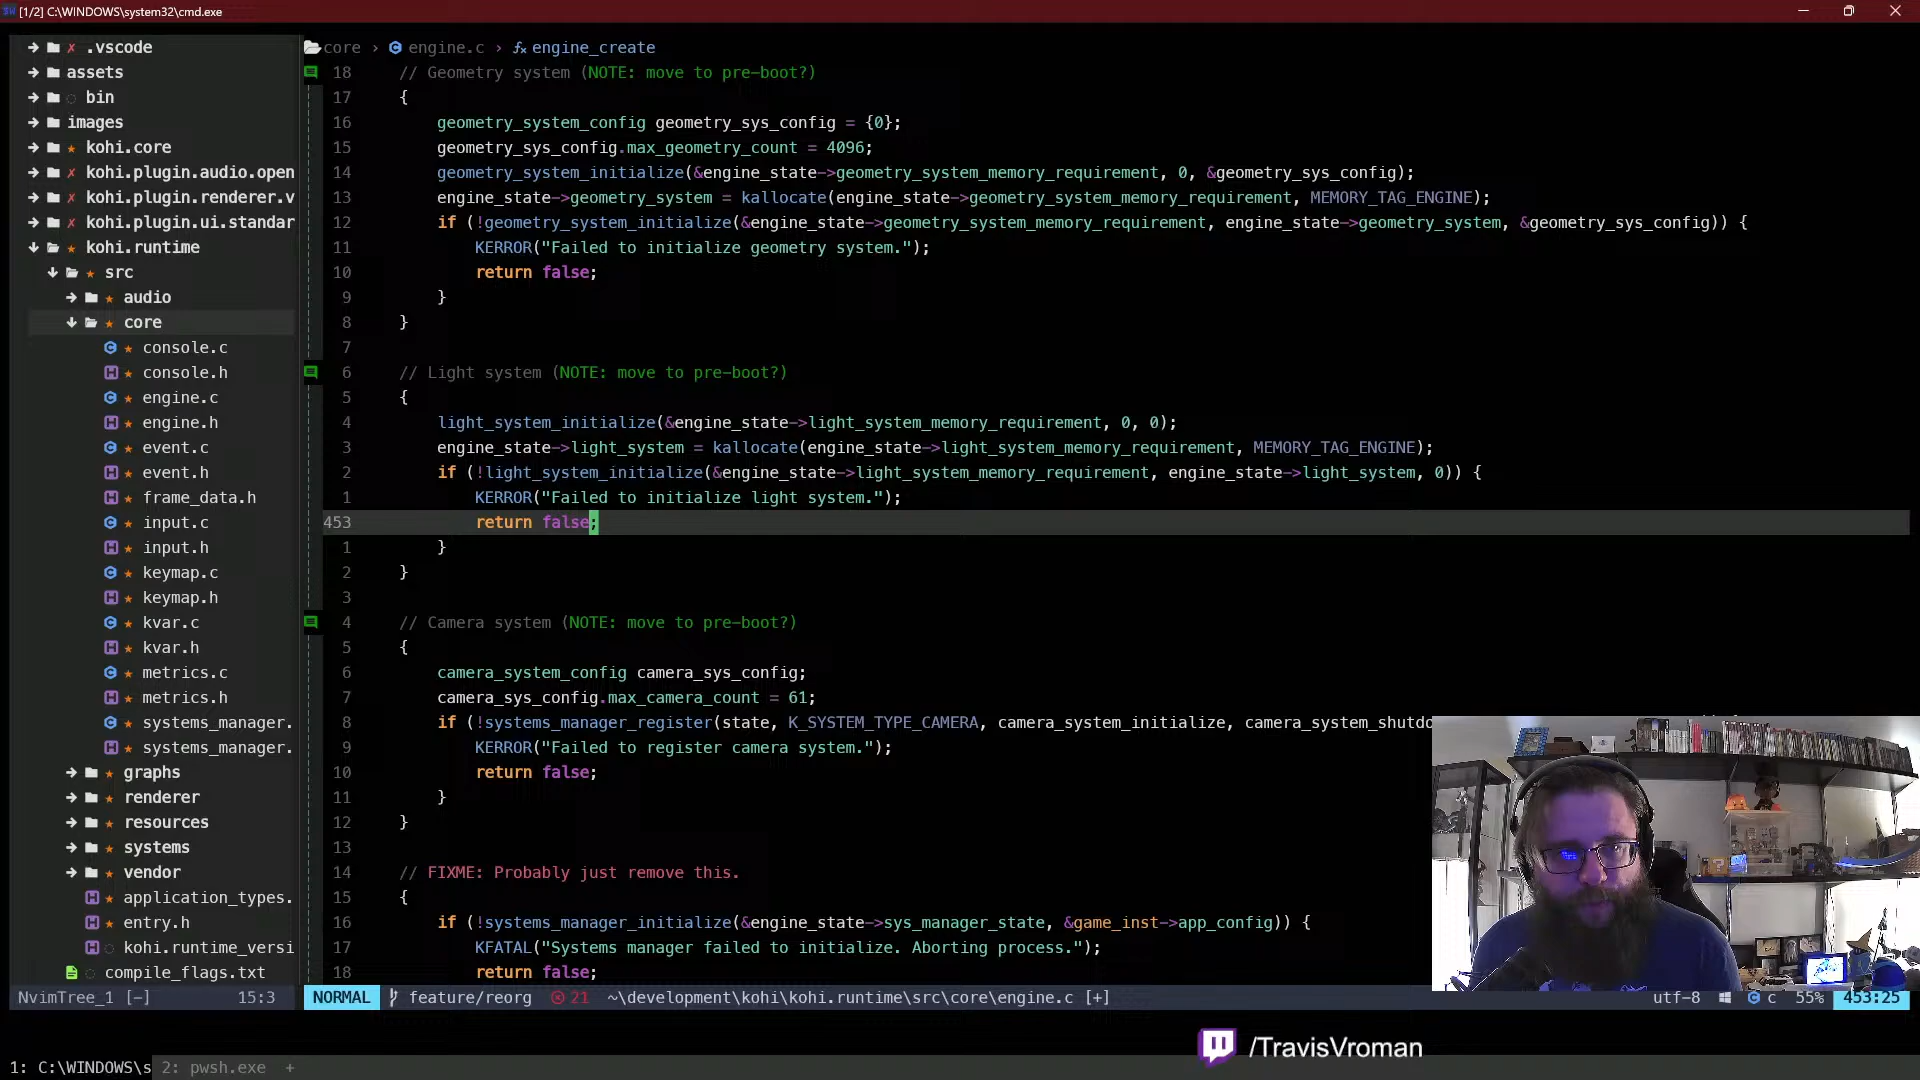 [1/2] C:\WINDOWS\system32\cmd.exe
.vscode
assets
bin
images
kohi.core
kohi.plugin.audio.open
kohi.plugin.renderer.v
kohi.plugin.ui.standar
kohi.runtime
src
audio
core
console.c
console.h
engine.c
engine.h
event.c
event.h
frame_data.h
input.c
input.h
keymap.c
keymap.h
kvar.c
kvar.h
metrics.c
metrics.h
systems_manager.
systems_manager.
graphs
renderer
resources
systems
vendor
application_types.
entry.h
kohi.runtime_versi
compile_flags.txt
NvimTree_1 [-] 15:3
core › engine.c › fx engine_create
18 // Geometry system (NOTE: move to pre-boot?)
17 {
16 geometry_system_config geometry_sys_config = {0};
15 geometry_sys_config.max_geometry_count = 4096;
14 geometry_system_initialize(&engine_state->geometry_system_memory_requirement, 0, &geometry_sys_config);
13 engine_state->geometry_system = kallocate(engine_state->geometry_system_memory_requirement, MEMORY_TAG_ENGINE);
12 if (!geometry_system_initialize(&engine_state->geometry_system_memory_requirement, engine_state->geometry_system, &geometry_sys_config)) {
11 KERROR("Failed to initialize geometry system.");
10 return false;
9 }
8 }
7
6 // Light system (NOTE: move to pre-boot?)
5 {
4 light_system_initialize(&engine_state->light_system_memory_requirement, 0, 0);
3 engine_state->light_system = kallocate(engine_state->light_system_memory_requirement, MEMORY_TAG_ENGINE);
2 if (!light_system_initialize(&engine_state->light_system_memory_requirement, engine_state->light_system, 0)) {
1 KERROR("Failed to initialize light system.");
453 return false;
1 }
2 }
3
4 // Camera system (NOTE: move to pre-boot?)
5 {
6 camera_system_config camera_sys_config;
7 camera_sys_config.max_camera_count = 61;
8 if (!systems_manager_register(state, K_SYSTEM_TYPE_CAMERA, camera_system_initialize, camera_system_shutdo
9 KERROR("Failed to register camera system.");
10 return false;
11 }
12 }
13
14 // FIXME: Probably just remove this.
15 {
16 if (!systems_manager_initialize(&engine_state->sys_manager_state, &game_inst->app_config)) {
17 KFATAL("Systems manager failed to initialize. Aborting process.");
18 return false;
NORMAL feature/reorg 21 ~\development\kohi\kohi.runtime\src\core\engine.c [+] utf-8 c 55% 453:25
/TravisVroman
1: C:\WINDOWS\s 2: pwsh.exe +